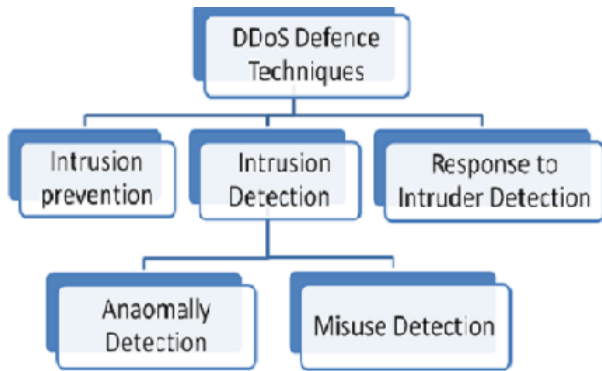 DDoS Defence
Techniques
Intrusion
prevention
Intrusion
Detection
Response to
Intruder Detection
Anaomally
Detection
Misuse Detection